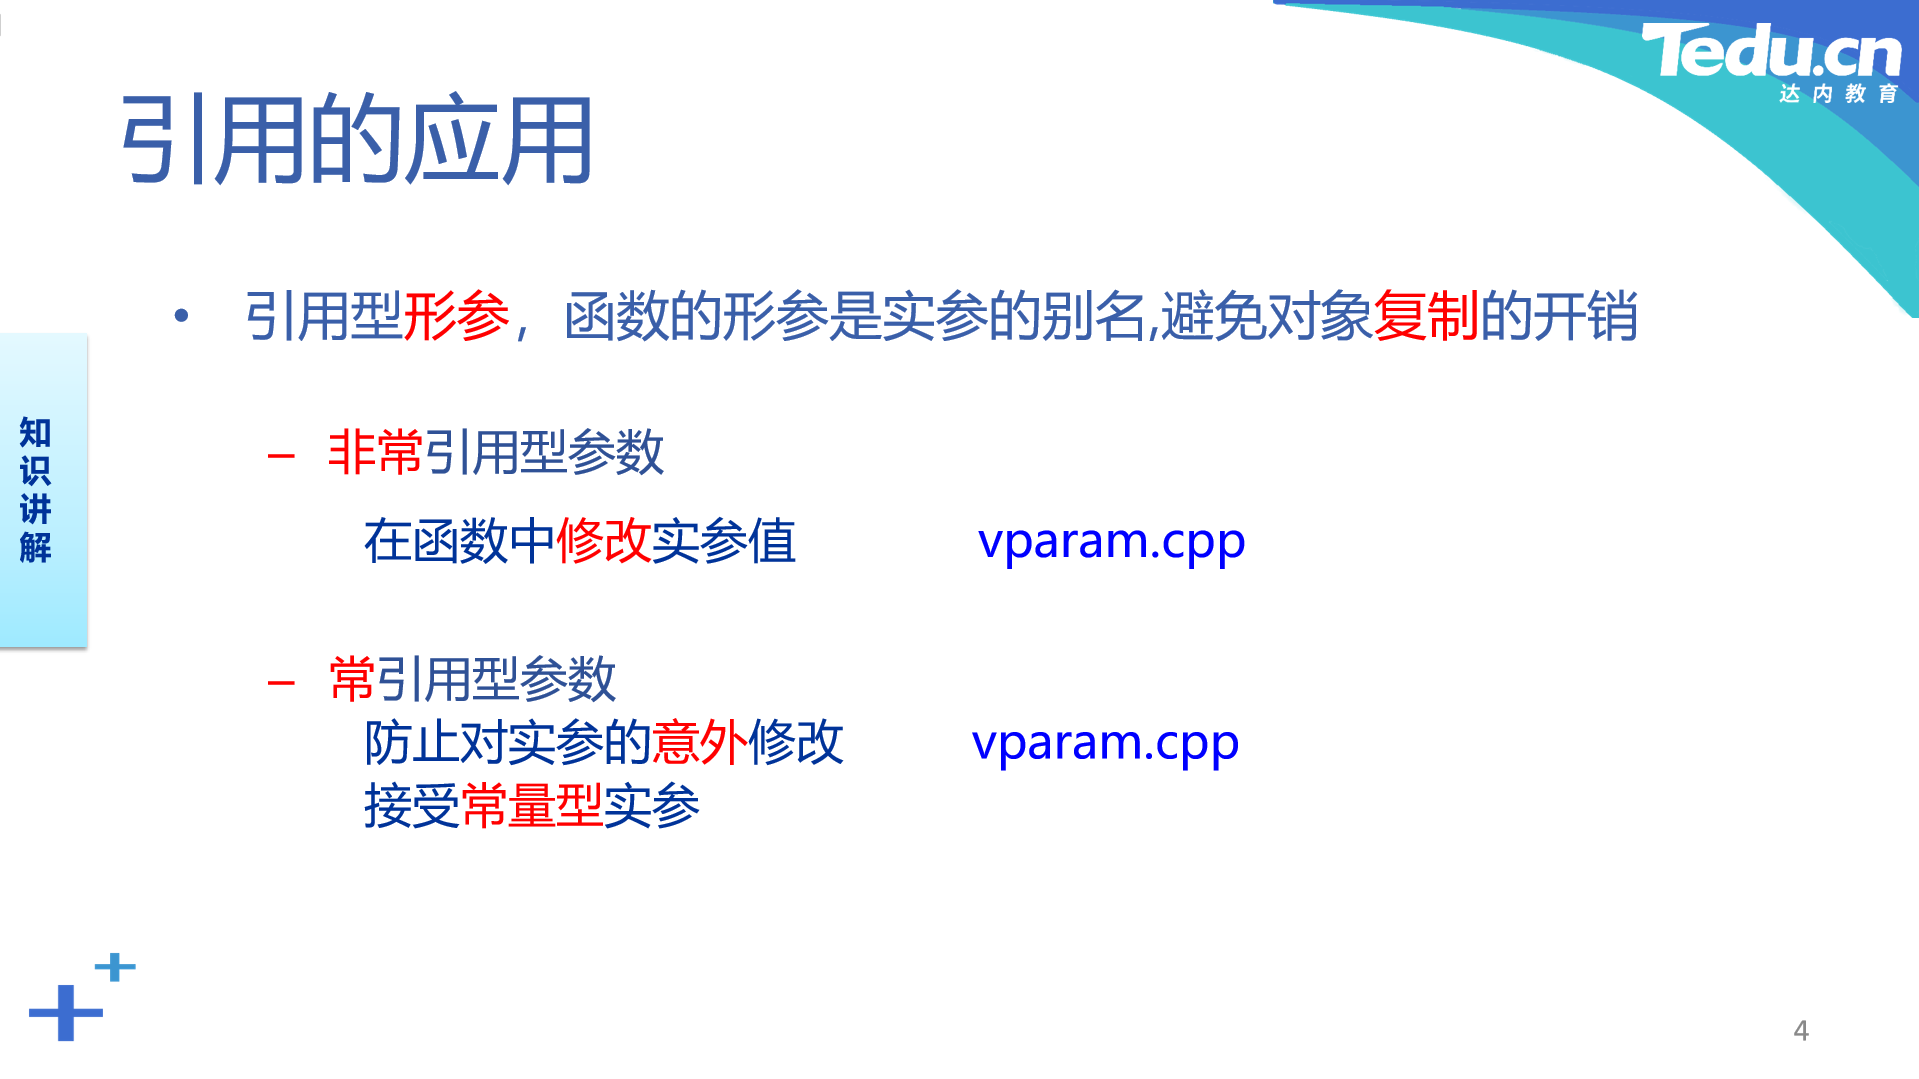 Tedu.cn
达内教育
引用的应用
• 引用型形参，函数的形参是实参的别名,避免对象复制的开销
知识讲解
– 非常引用型参数
在函数中修改实参值 vparam.cpp
– 常引用型参数
防止对实参的意外修改 vparam.cpp
接受常量型实参
4